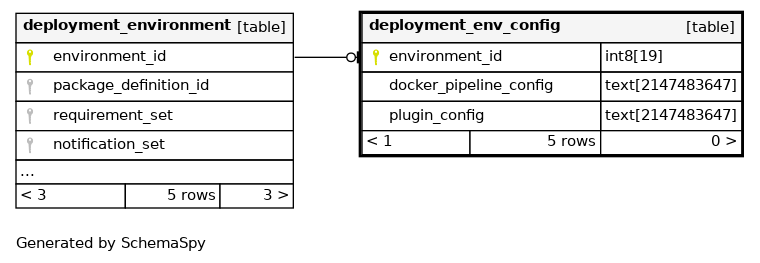 deployment_environment [table]
environment_id
package_definition_id
requirement_set
notification_set
...
< 3 5 rows 3 >
deployment_env_config [table]
environment_id int8[19]
docker_pipeline_config text[2147483647]
plugin_config text[2147483647]
< 1 5 rows 0 >
Generated by SchemaSpy